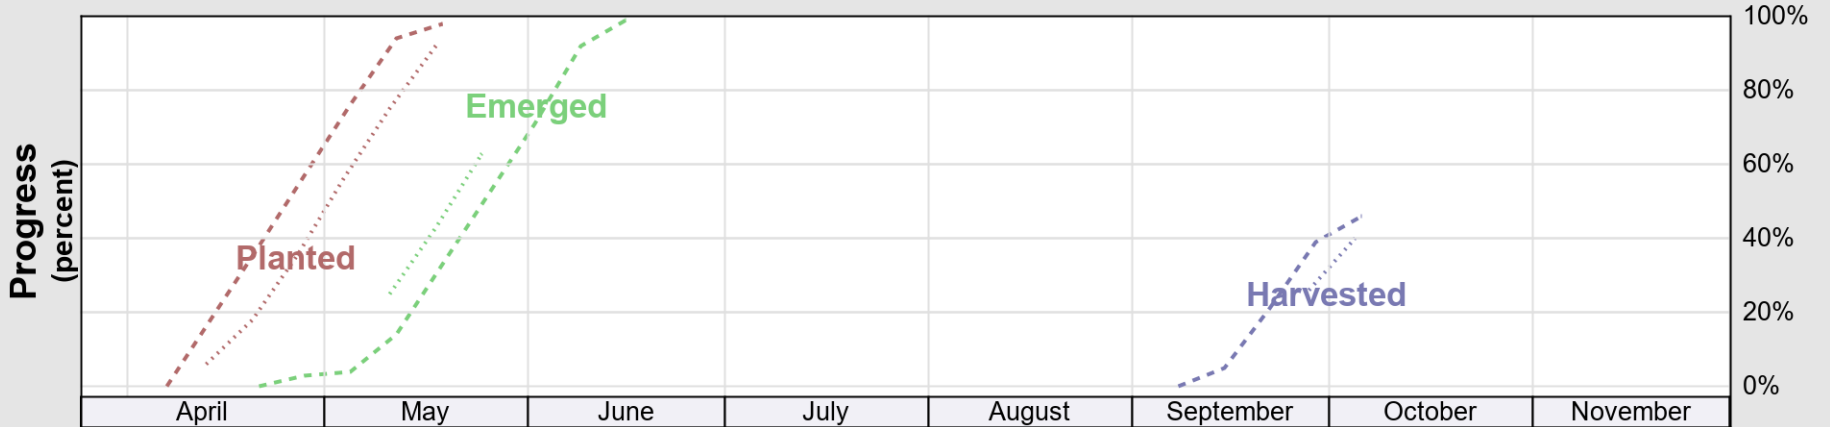 Progress
(percent)
100%
80%
60%
40%
20%
0%
Emerged
Planted
Harvested
April May June July August September October November